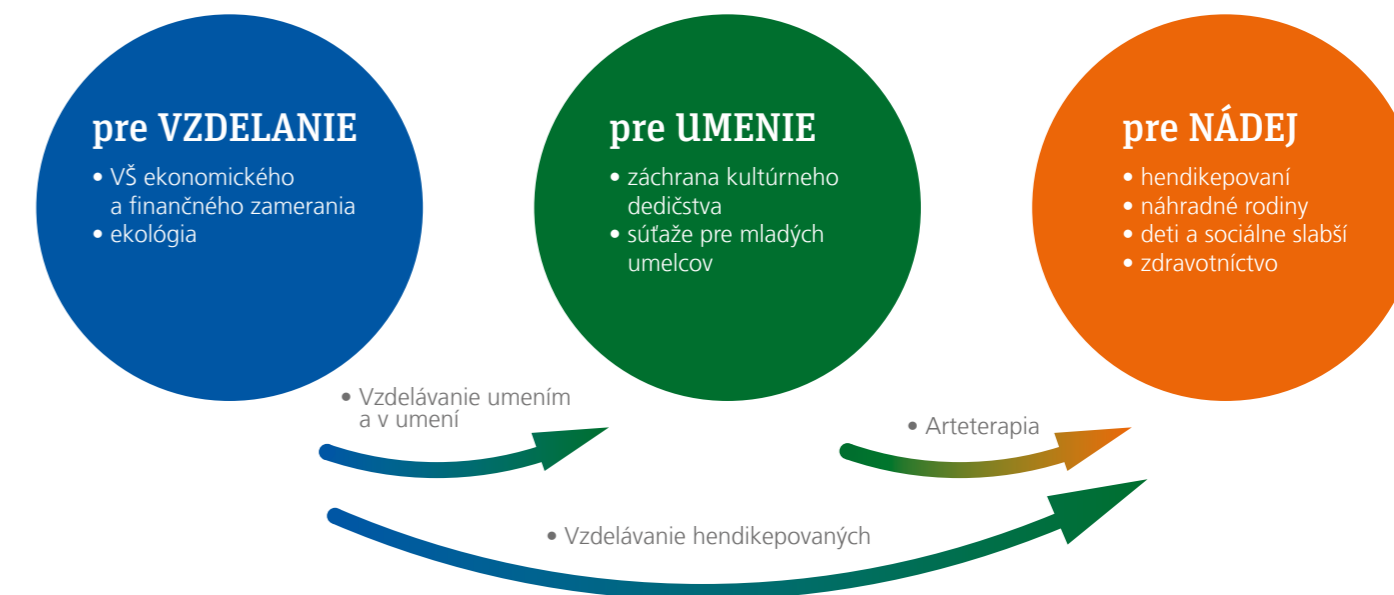 pre VZDELANIE
• VŠ ekonomického
a finančného zamerania
• ekológia
pre UMENIE
• záchrana kultúrneho
dedičstva
• súťaže pre mladých
umelcov
pre NÁDEJ
• hendikepovaní
• náhradné rodiny
• deti a sociálne slabší
• zdravotníctvo
• Vzdelávanie umením
a v umení
• Arteterapia
• Vzdelávanie hendikepovaných